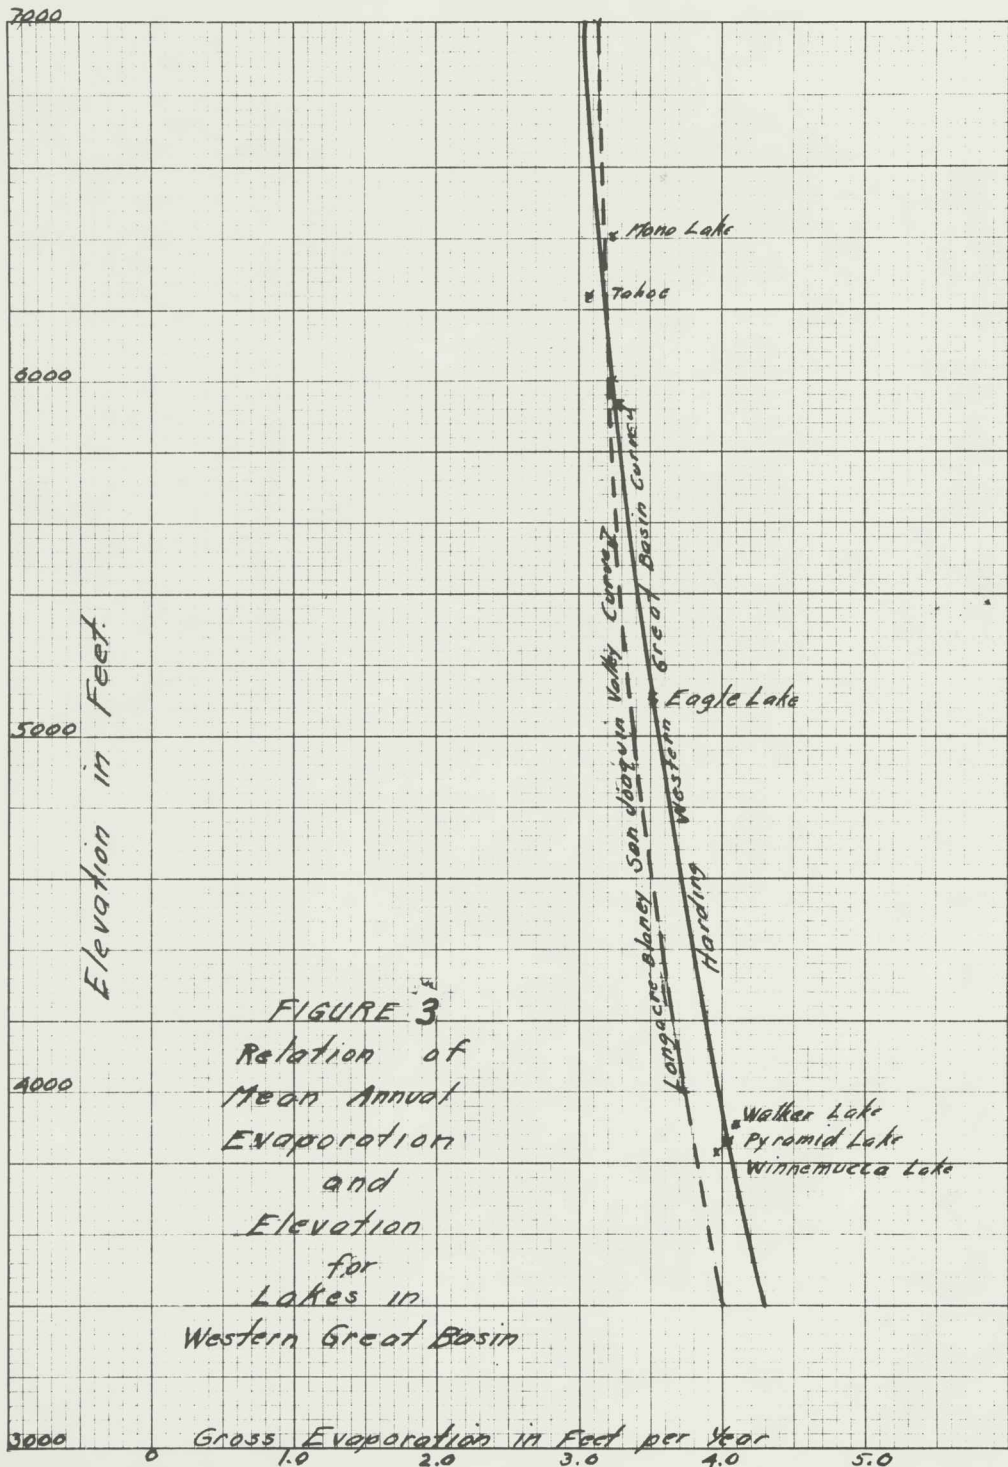 7000
Mono Lake
Tahoe
6000
Longacre-Blaney San Joaquin Valley Curve
Harding Western Great Basin Curve
Eagle Lake
Elevation in Feet
5000
FIGURE 3
Relation of
Mean Annual
Evaporation
and
Elevation
for
Lakes in
Western Great Basin
4000
Walker Lake
Pyramid Lake
Winnemucca Lake
3000
Gross Evaporation in Feet per Year
0 1.0 2.0 3.0 4.0 5.0